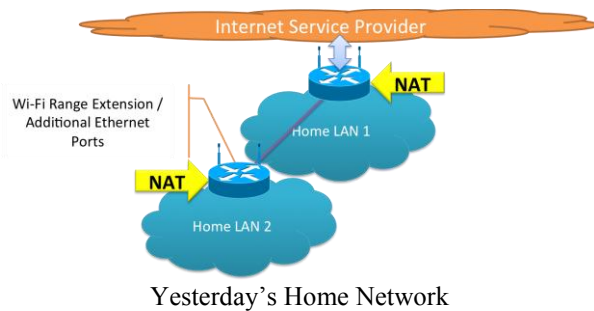 Internet Service Provider
NAT
Wi-Fi Range Extension /
Additional Ethernet
Ports
Home LAN 1
NAT
Home LAN 2
Yesterday’s Home Network